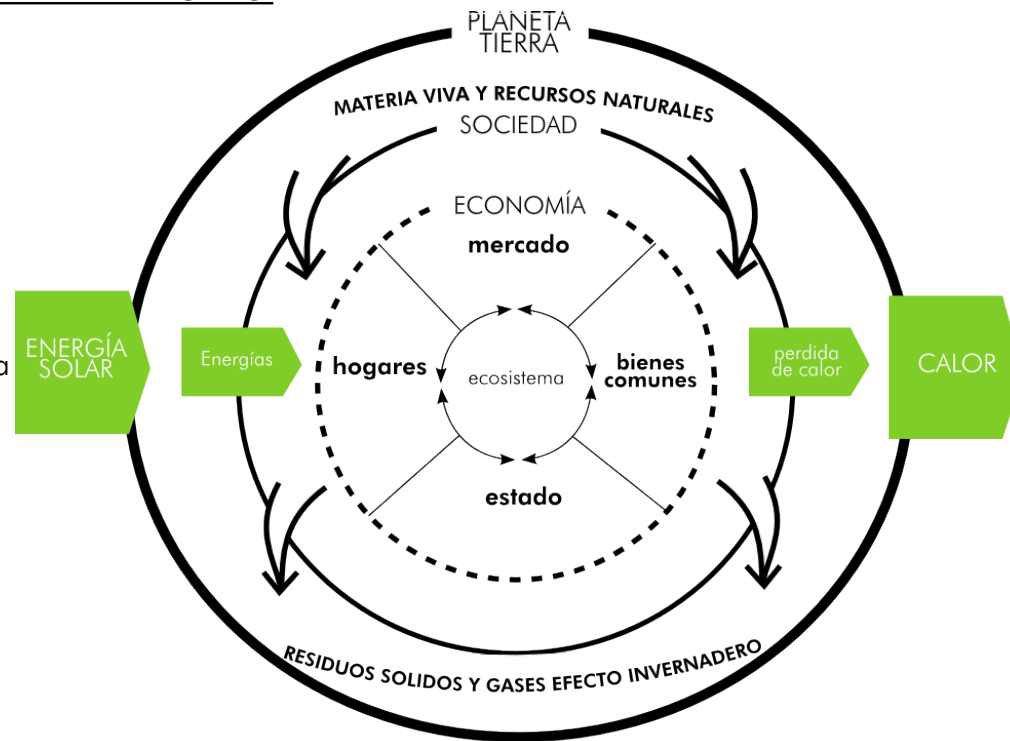 PLANETA
TIERRA
MATERIA VIVA Y RECURSOS NATURALES
SOCIEDAD
ECONOMÍA
mercado
ENERGÍA
SOLAR
Energías
hogares
ecosistema
bienes
comunes
perdida
de calor
CALOR
estado
RESIDUOS SOLIDOS Y GASES EFECTO INVERNADERO